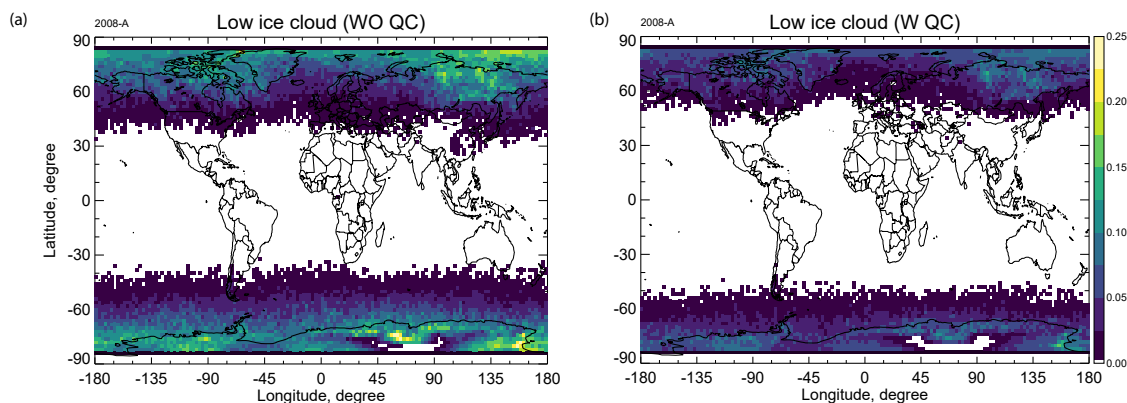 (a)
2008-A
Low ice cloud (WO QC)
90
60
30
0
-30
-60
-90
Latitude, degree
-180 -135 -90 -45 0 45 90 135 180
Longitude, degree
(b)
2008-A
Low ice cloud (W QC)
90
60
30
0
-30
-60
-90
-180 -135 -90 -45 0 45 90 135 180
Longitude, degree
0.25
0.20
0.15
0.10
0.05
0.00